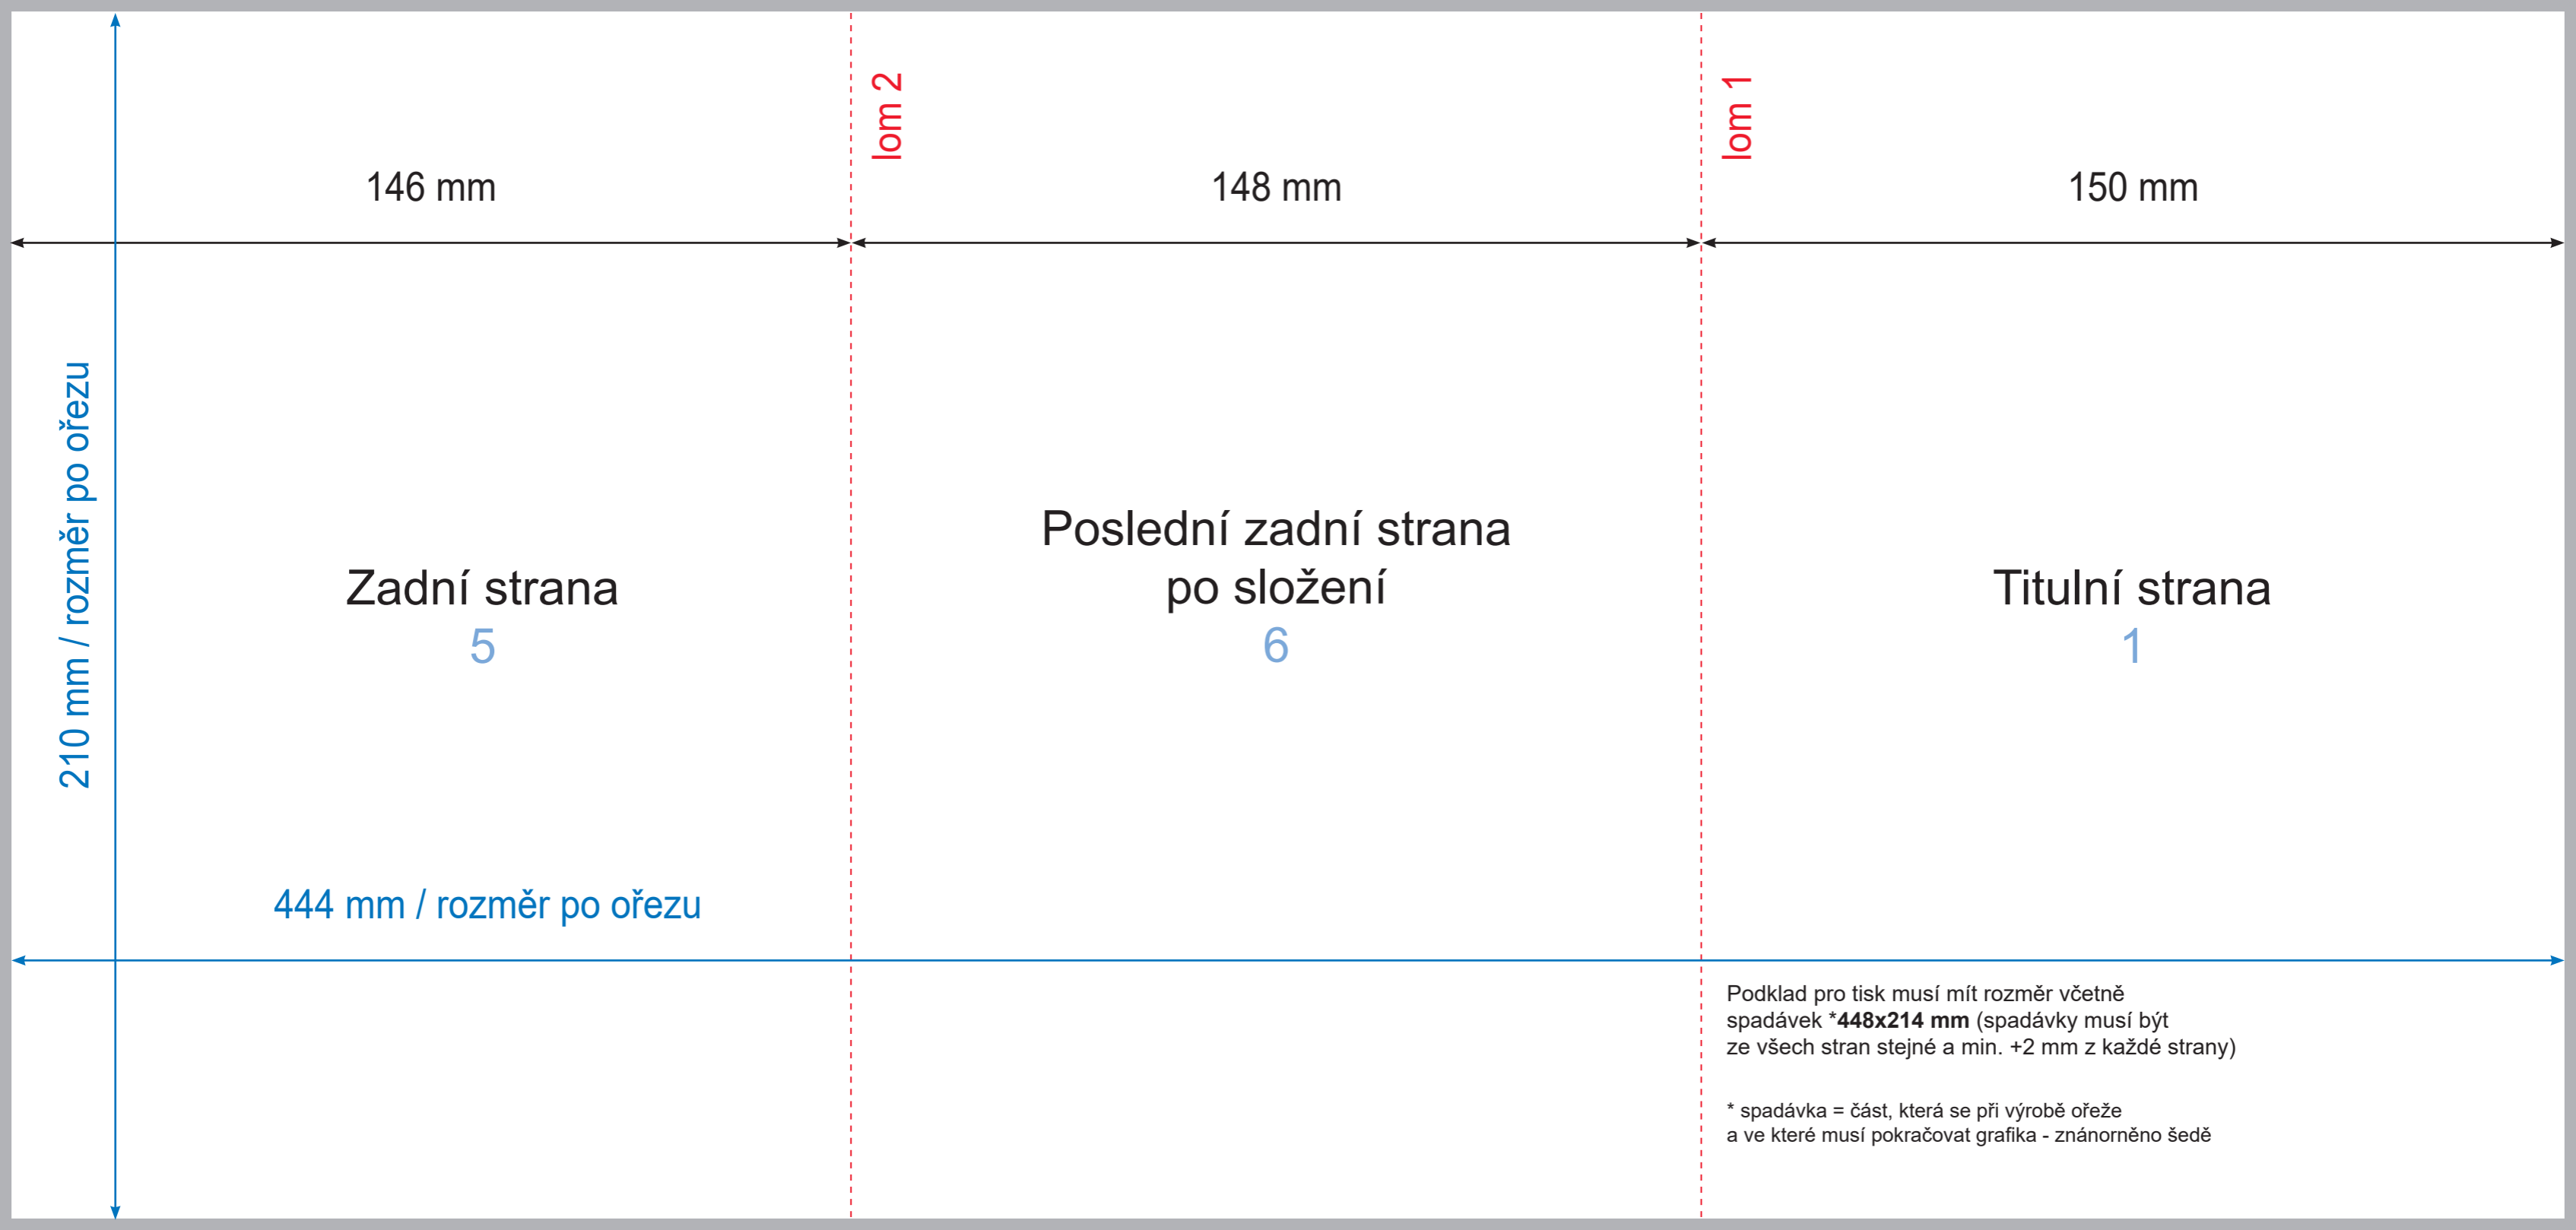 lom 2
lom 1
146 mm
148 mm
150 mm
210 mm / rozměr po ořezu
Zadní strana
5
Poslední zadní strana
po složení
6
Titulní strana
1
444 mm / rozměr po ořezu
Podklad pro tisk musí mít rozměr včetně
spadávek *448x214 mm (spadávky musí být
ze všech stran stejné a min. +2 mm z každé strany)
* spadávka = část, která se při výrobě ořeže
a ve které musí pokračovat grafika - znánorněno šedě